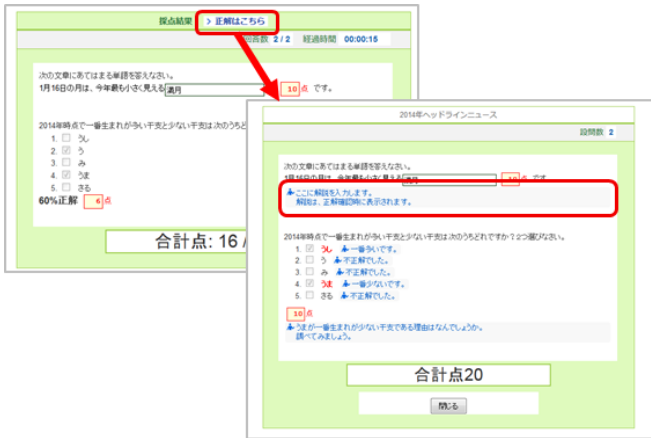 採点結果 > 正解はこちら
回答数 2 / 2 経過時間 00:00:15
次の文章にあてはまる単語を答えなさい。
1月16日の月は、今年最も小さく見える 満月 10 点 です。
2014年時点で一番生まれが多い干支と少ない干支は次のうちど
1. うし
2. う
3. み
4. うま
5. さる
60%正解 6 点
合計点: 16 /
2014年ヘッドラインニュース
設問数 2
次の文章にあてはまる単語を答えなさい。
1月16日の月は、今年最も小さく見える 満月 10 点 です
ここに解説を入力します。
解説は、正解確認時に表示されます。
2014年時点で一番生まれが多い干支と少ない干支は次のうちどれですか？2つ選びなさい。
1. うし 一番多いです。
2. う 不正解でした。
3. み 不正解でした。
4. うま 一番少ないです。
5. さる 不正解でした。
10 点
うまが一番生まれが少ない干支である理由はなんでしょうか。
調べてみましょう。
合計点20
閉じる